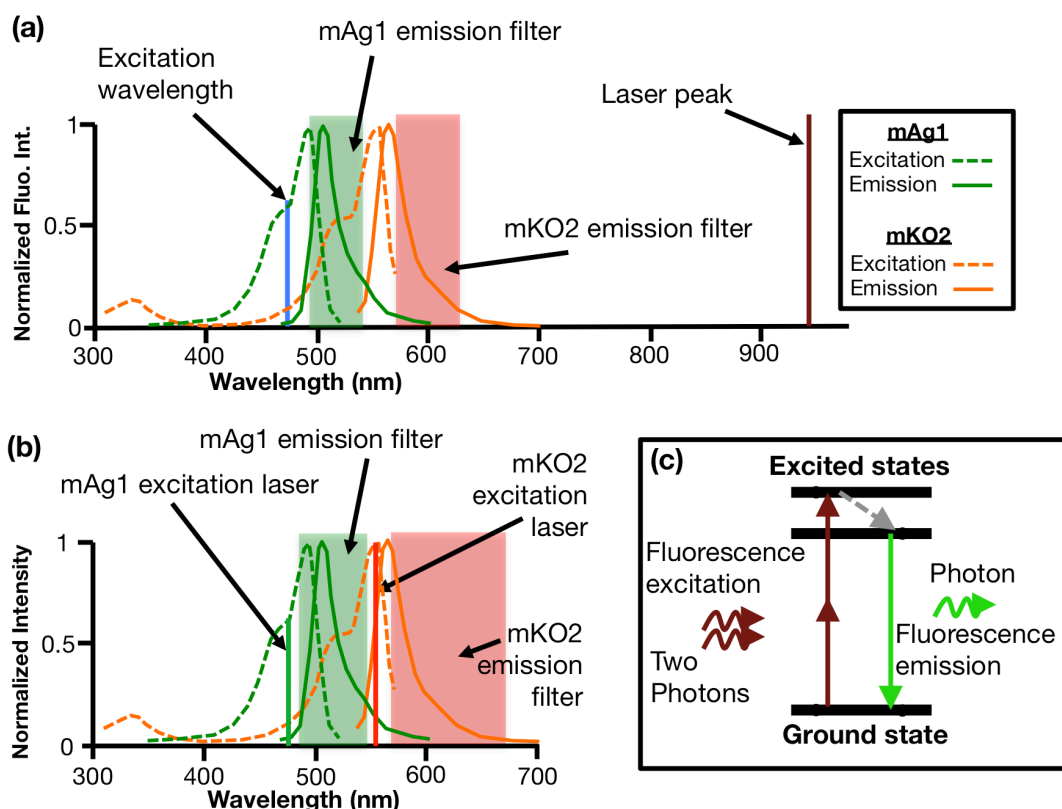 (a)
mAg1 emission filter
Excitation
wavelength
Laser peak
1
0.5
0
Normalized Fluo. Int.
mKO2 emission filter
mAg1
Excitation
Emission
mKO2
Excitation
Emission
300
400
500
600
700
800
900
Wavelength (nm)
(b)
mAg1 emission filter
mAg1 excitation laser
mKO2
excitation
laser
1
0.5
0
Normalized Intensity
mKO2
emission
filter
300
400
500
600
700
Wavelength (nm)
(c)
Excited states
Fluorescence
excitation
Photon
Two
Photons
Fluorescence
emission
Ground state